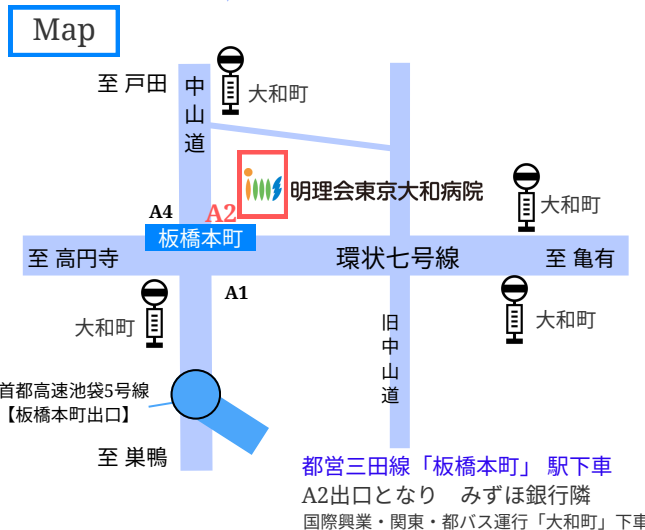 Map
至 戸田
中山道
大和町
明理会東京大和病院
大和町
A4
A2
板橋本町
至 高円寺
環状七号線
至 亀有
A1
大和町
大和町
旧中山道
首都高速池袋5号線
【板橋本町出口】
至 巣鴨
都営三田線「板橋本町」 駅下車
A2出口となり　みずほ銀行隣
国際興業・関東・都バス運行「大和町」下車